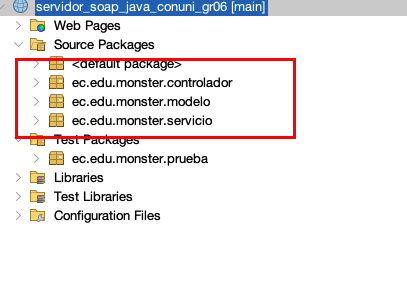 servidor_soap_java_conuni_gr06 [main]
Web Pages
Source Packages
<default package>
ec.edu.monster.controlador
ec.edu.monster.modelo
ec.edu.monster.servicio
Test Packages
ec.edu.monster.prueba
Libraries
Test Libraries
Configuration Files